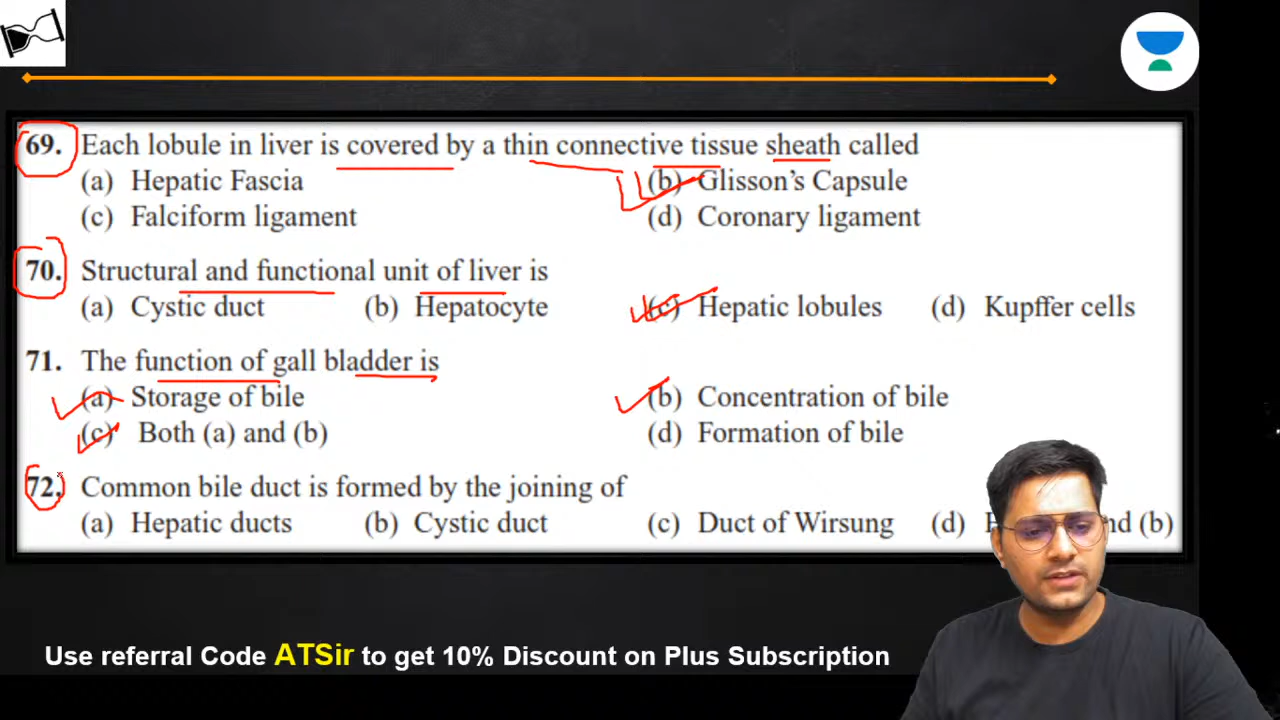 69. Each lobule in liver is covered by a thin connective tissue sheath called
(a) Hepatic Fascia (b) Glisson's Capsule
(c) Falciform ligament (d) Coronary ligament
70. Structural and functional unit of liver is
(a) Cystic duct (b) Hepatocyte (c) Hepatic lobules (d) Kupffer cells
71. The function of gall bladder is
(a) Storage of bile (b) Concentration of bile
(c) Both (a) and (b) (d) Formation of bile
72. Common bile duct is formed by the joining of
(a) Hepatic ducts (b) Cystic duct (c) Duct of Wirsung (d) (b)
Use referral Code ATSir to get 10% Discount on Plus Subscription